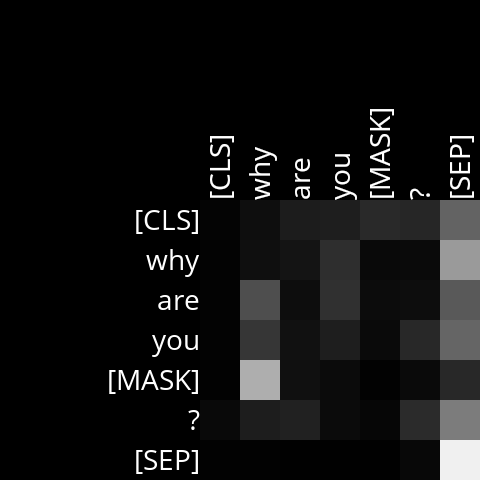 [CLS] why are you [MASK] ? [SEP]
[CLS]
why
are
you
[MASK]
?
[SEP]